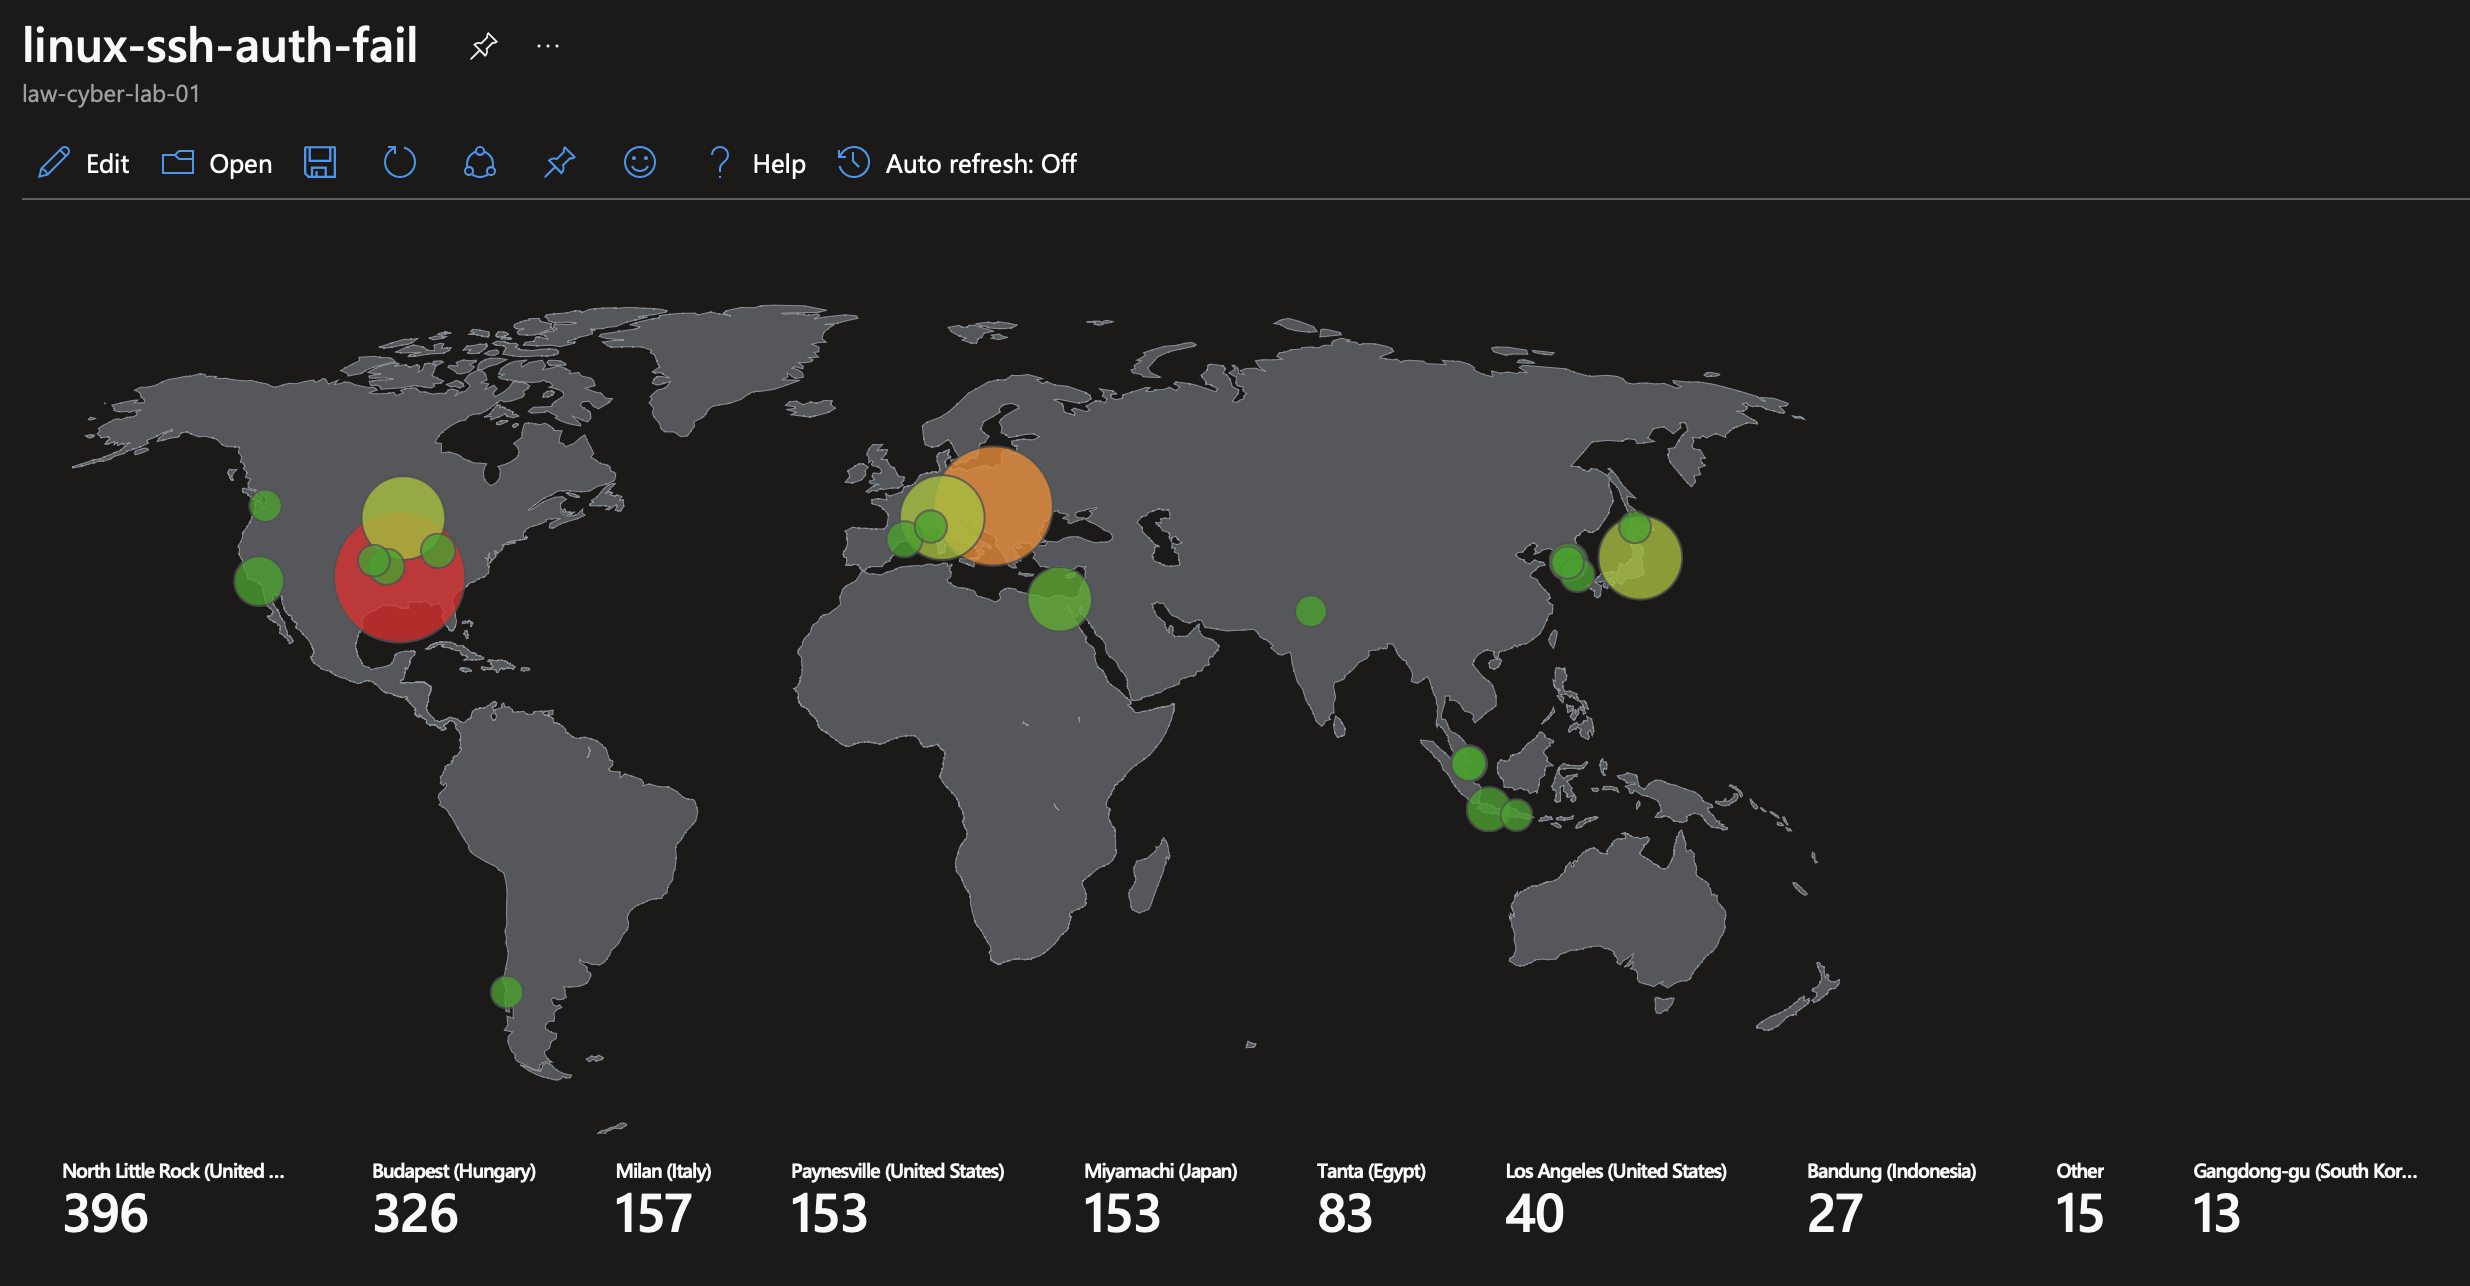 linux-ssh-auth-fail
law-cyber-lab-01
Edit Open Help Auto refresh: Off
North Little Rock (United ... Budapest (Hungary) Milan (Italy) Paynesville (United States) Miyamachi (Japan) Tanta (Egypt) Los Angeles (United States) Bandung (Indonesia) Other Gangdong-gu (South Kor...
396 326 157 153 153 83 40 27 15 13